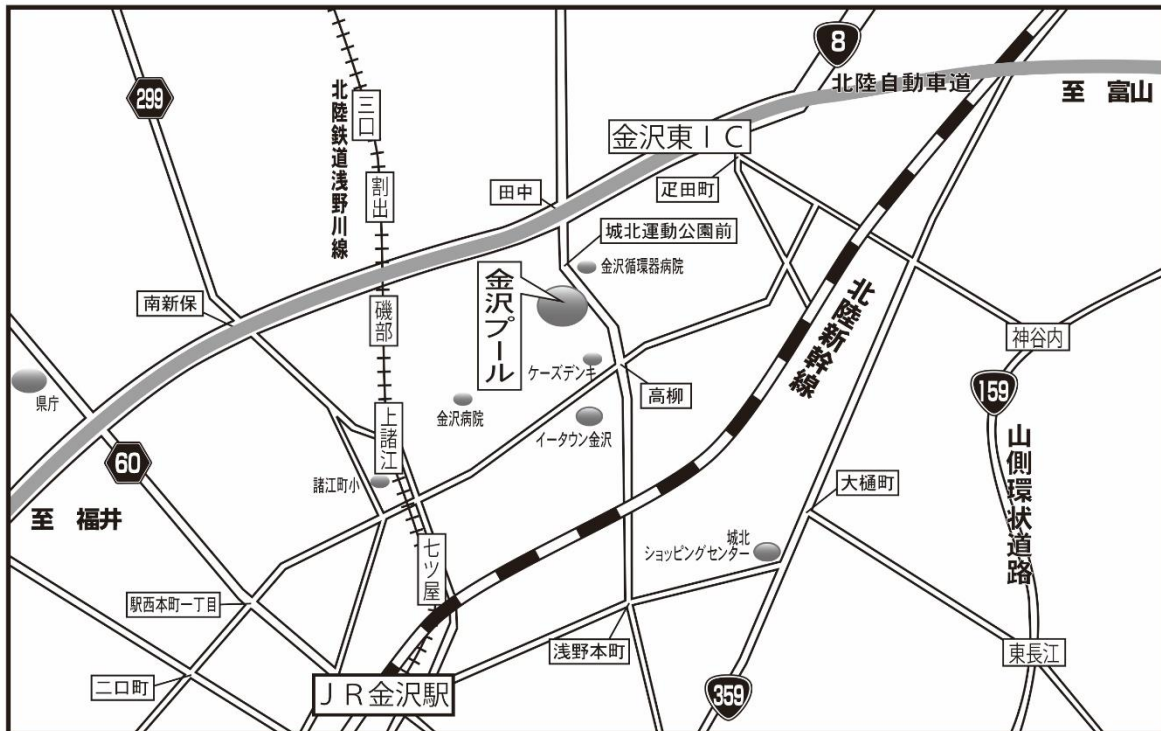 8
北陸自動車道
至 富山
299
三口
北陸鉄道浅野川線
金沢東IC
割出
田中
疋田町
城北運動公園前
金沢循環器病院
金沢プール
北陸新幹線
南新保
磯部
神谷内
ケーズデンキ
県庁
金沢病院
高柳
159
イータウン金沢
上諸江
山側環状道路
60
諸江町小
大樋町
至 福井
城北
ショッピングセンター
七ツ屋
駅西本町一丁目
浅野本町
東長江
二口町
JR金沢駅
359